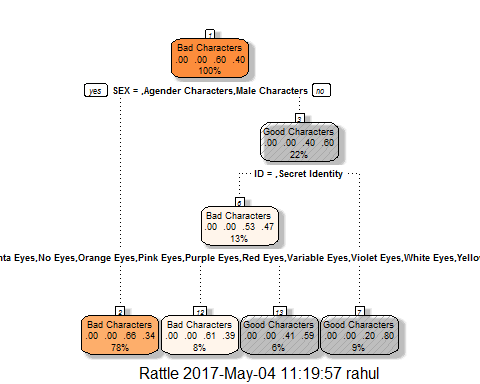 1
Bad Characters
.00 .00 .60 .40
100%
yes SEX = ,Agender Characters,Male Characters no
3
Good Characters
.00 .00 .40 .60
22%
ID = ,Secret Identity
6
Bad Characters
.00 .00 .53 .47
13%
nta Eyes,No Eyes,Orange Eyes,Pink Eyes,Purple Eyes,Red Eyes,Variable Eyes,Violet Eyes,White Eyes,Yello
2
Bad Characters
.00 .00 .66 .34
78%
12
Bad Characters
.00 .00 .61 .39
8%
13
Good Characters
.00 .00 .41 .59
6%
7
Good Characters
.00 .00 .20 .80
9%
Rattle 2017-May-04 11:19:57 rahul